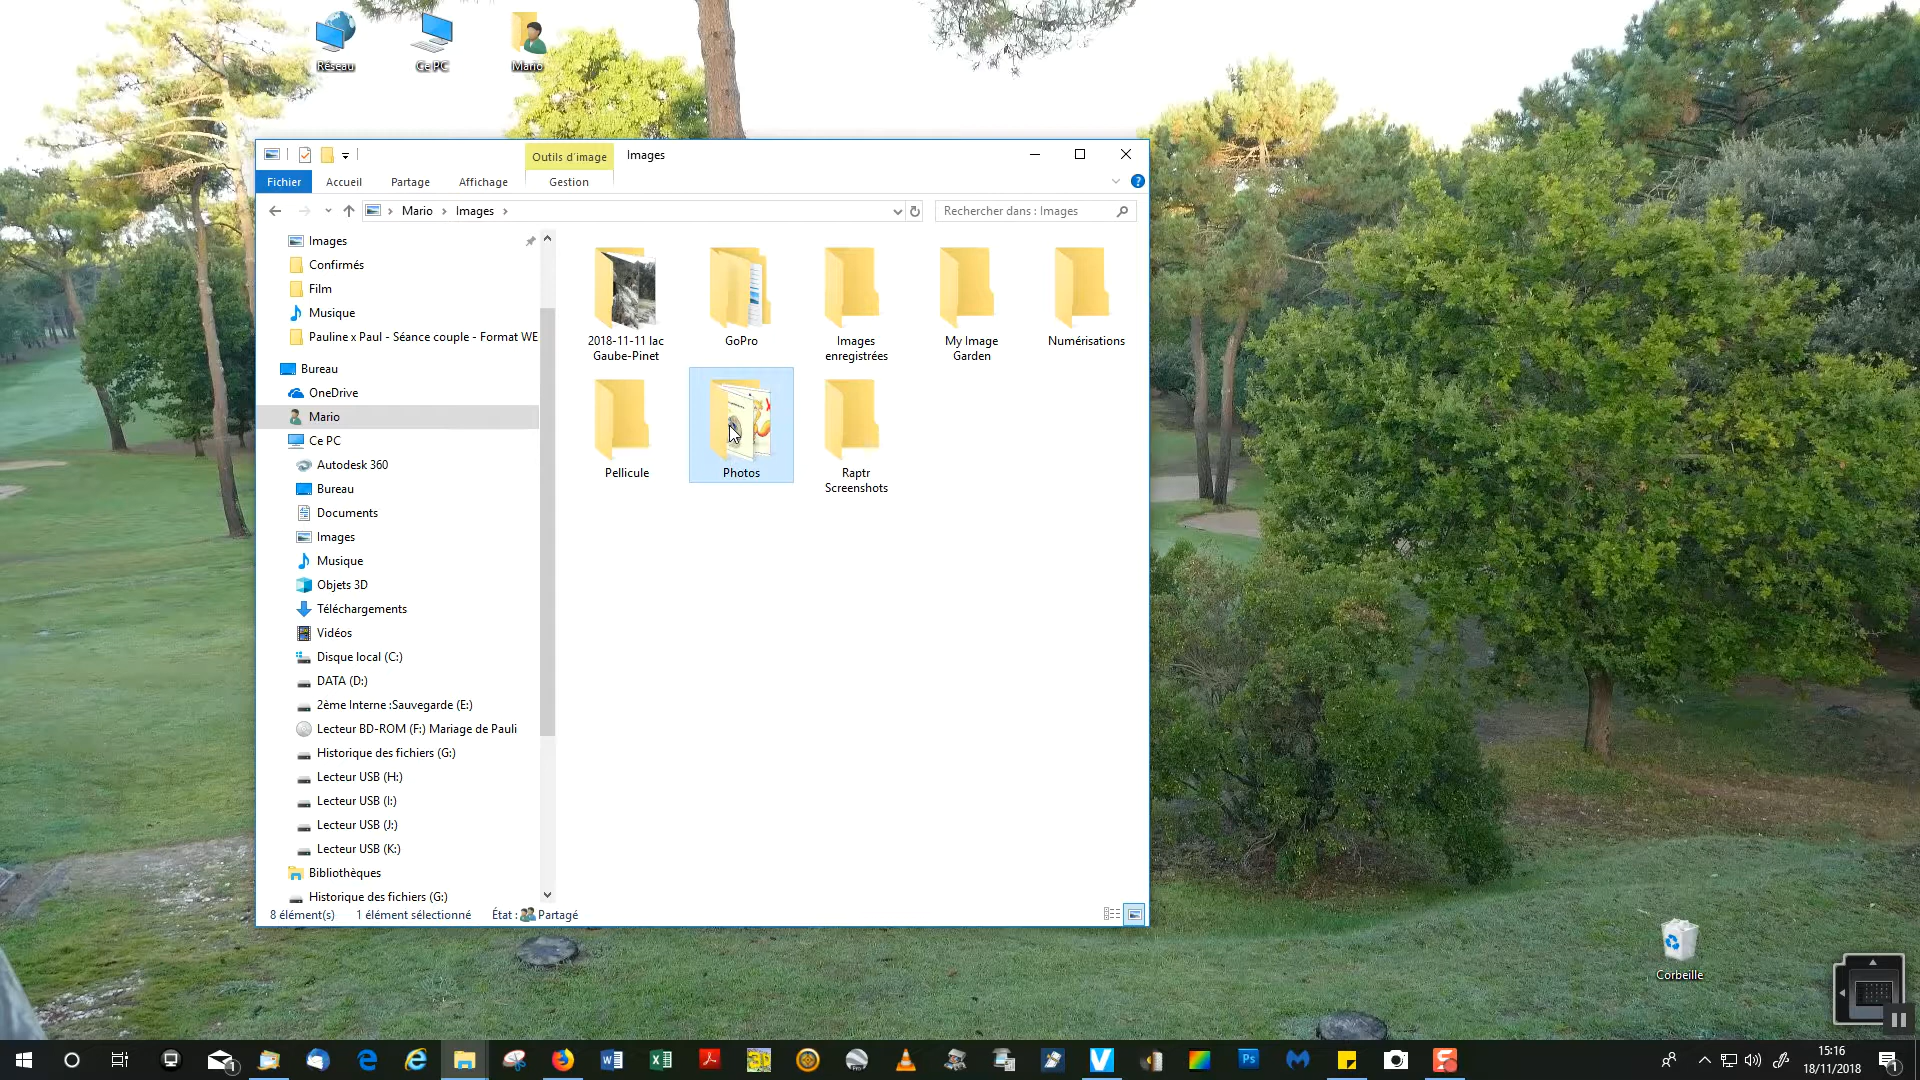 Réseau
Ce PC
Mario
Outils d'image
Images
Fichier
Accueil
Partage
Affichage
Gestion
Mario
Images
Rechercher dans : Images
Images
Confirmés
Film
Musique
Pauline x Paul - Séance couple - Format WE
Bureau
OneDrive
Mario
Ce PC
Autodesk 360
Bureau
Documents
Images
Musique
Objets 3D
Téléchargements
Vidéos
Disque local (C:)
DATA (D:)
2ème Interne :Sauvegarde (E:)
Lecteur BD-ROM (F:) Mariage de Pauli
Historique des fichiers (G:)
Lecteur USB (H:)
Lecteur USB (I:)
Lecteur USB (J:)
Lecteur USB (K:)
Bibliothèques
Historique des fichiers (G:)
2018-11-11 lac
Gaube-Pinet
GoPro
Images
enregistrées
My Image
Garden
Numérisations
Pellicule
Photos
Raptr
Screenshots
8 élément(s)
1 élément sélectionné
État :
Partagé
Corbeille
15:16
18/11/2018